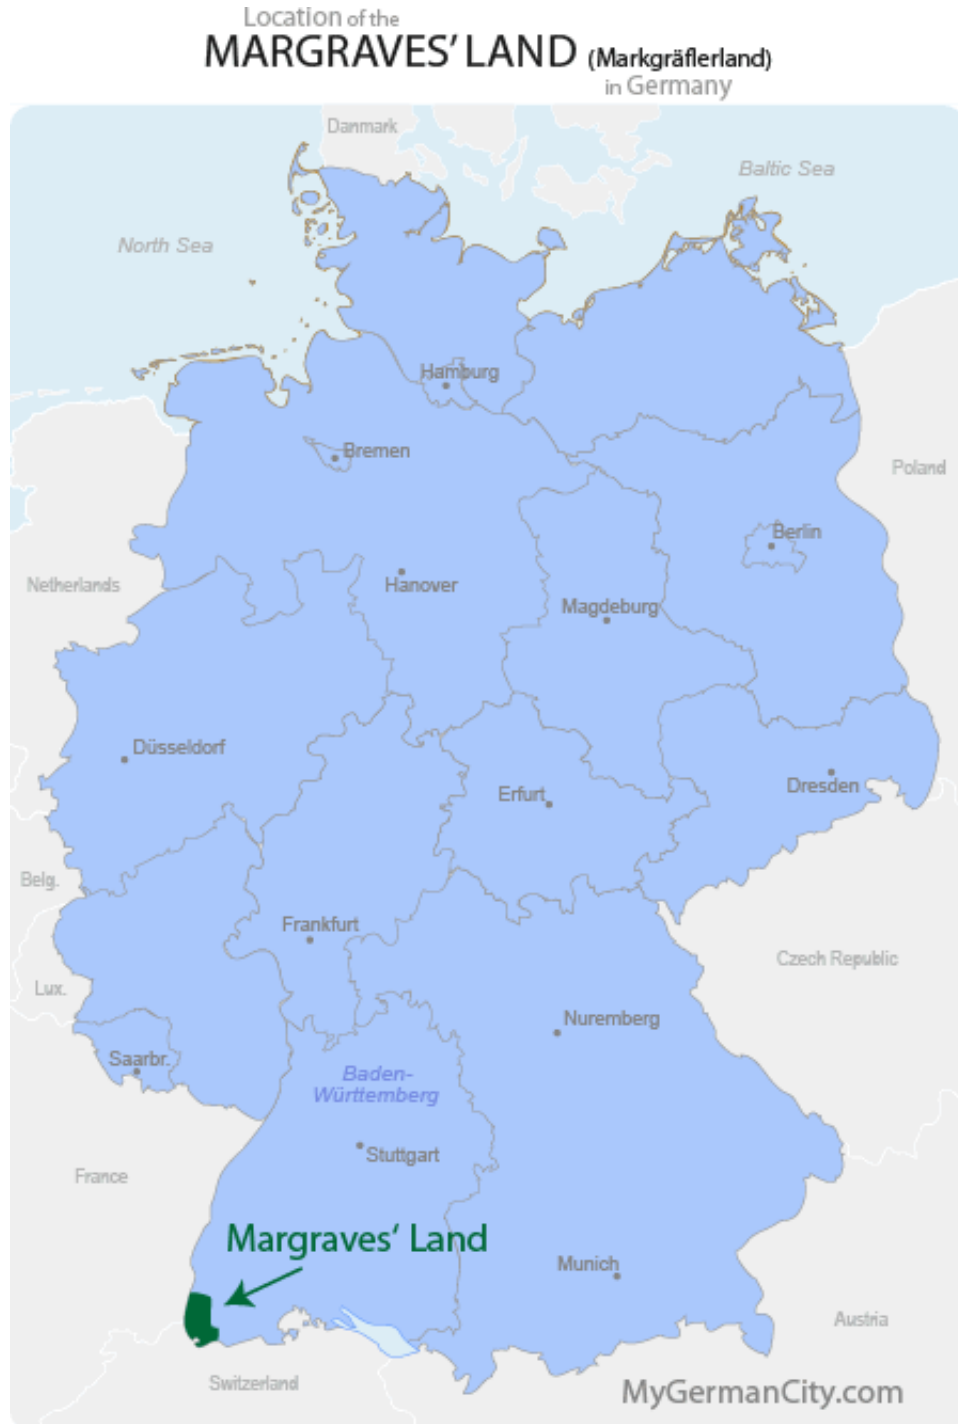 Location of the
MARGRAVES' LAND (Markgräflerland)
in Germany
Danmark
Baltic Sea
North Sea
Hamburg
Bremen
Poland
Berlin
Netherlands
Hanover
Magdeburg
Düsseldorf
Dresden
Erfurt
Belg.
Frankfurt
Czech Republic
Lux.
Nuremberg
Saarbr.
Baden-
Württemberg
Stuttgart
France
Margraves' Land
Munich
Austria
Switzerland
MyGermanCity.com